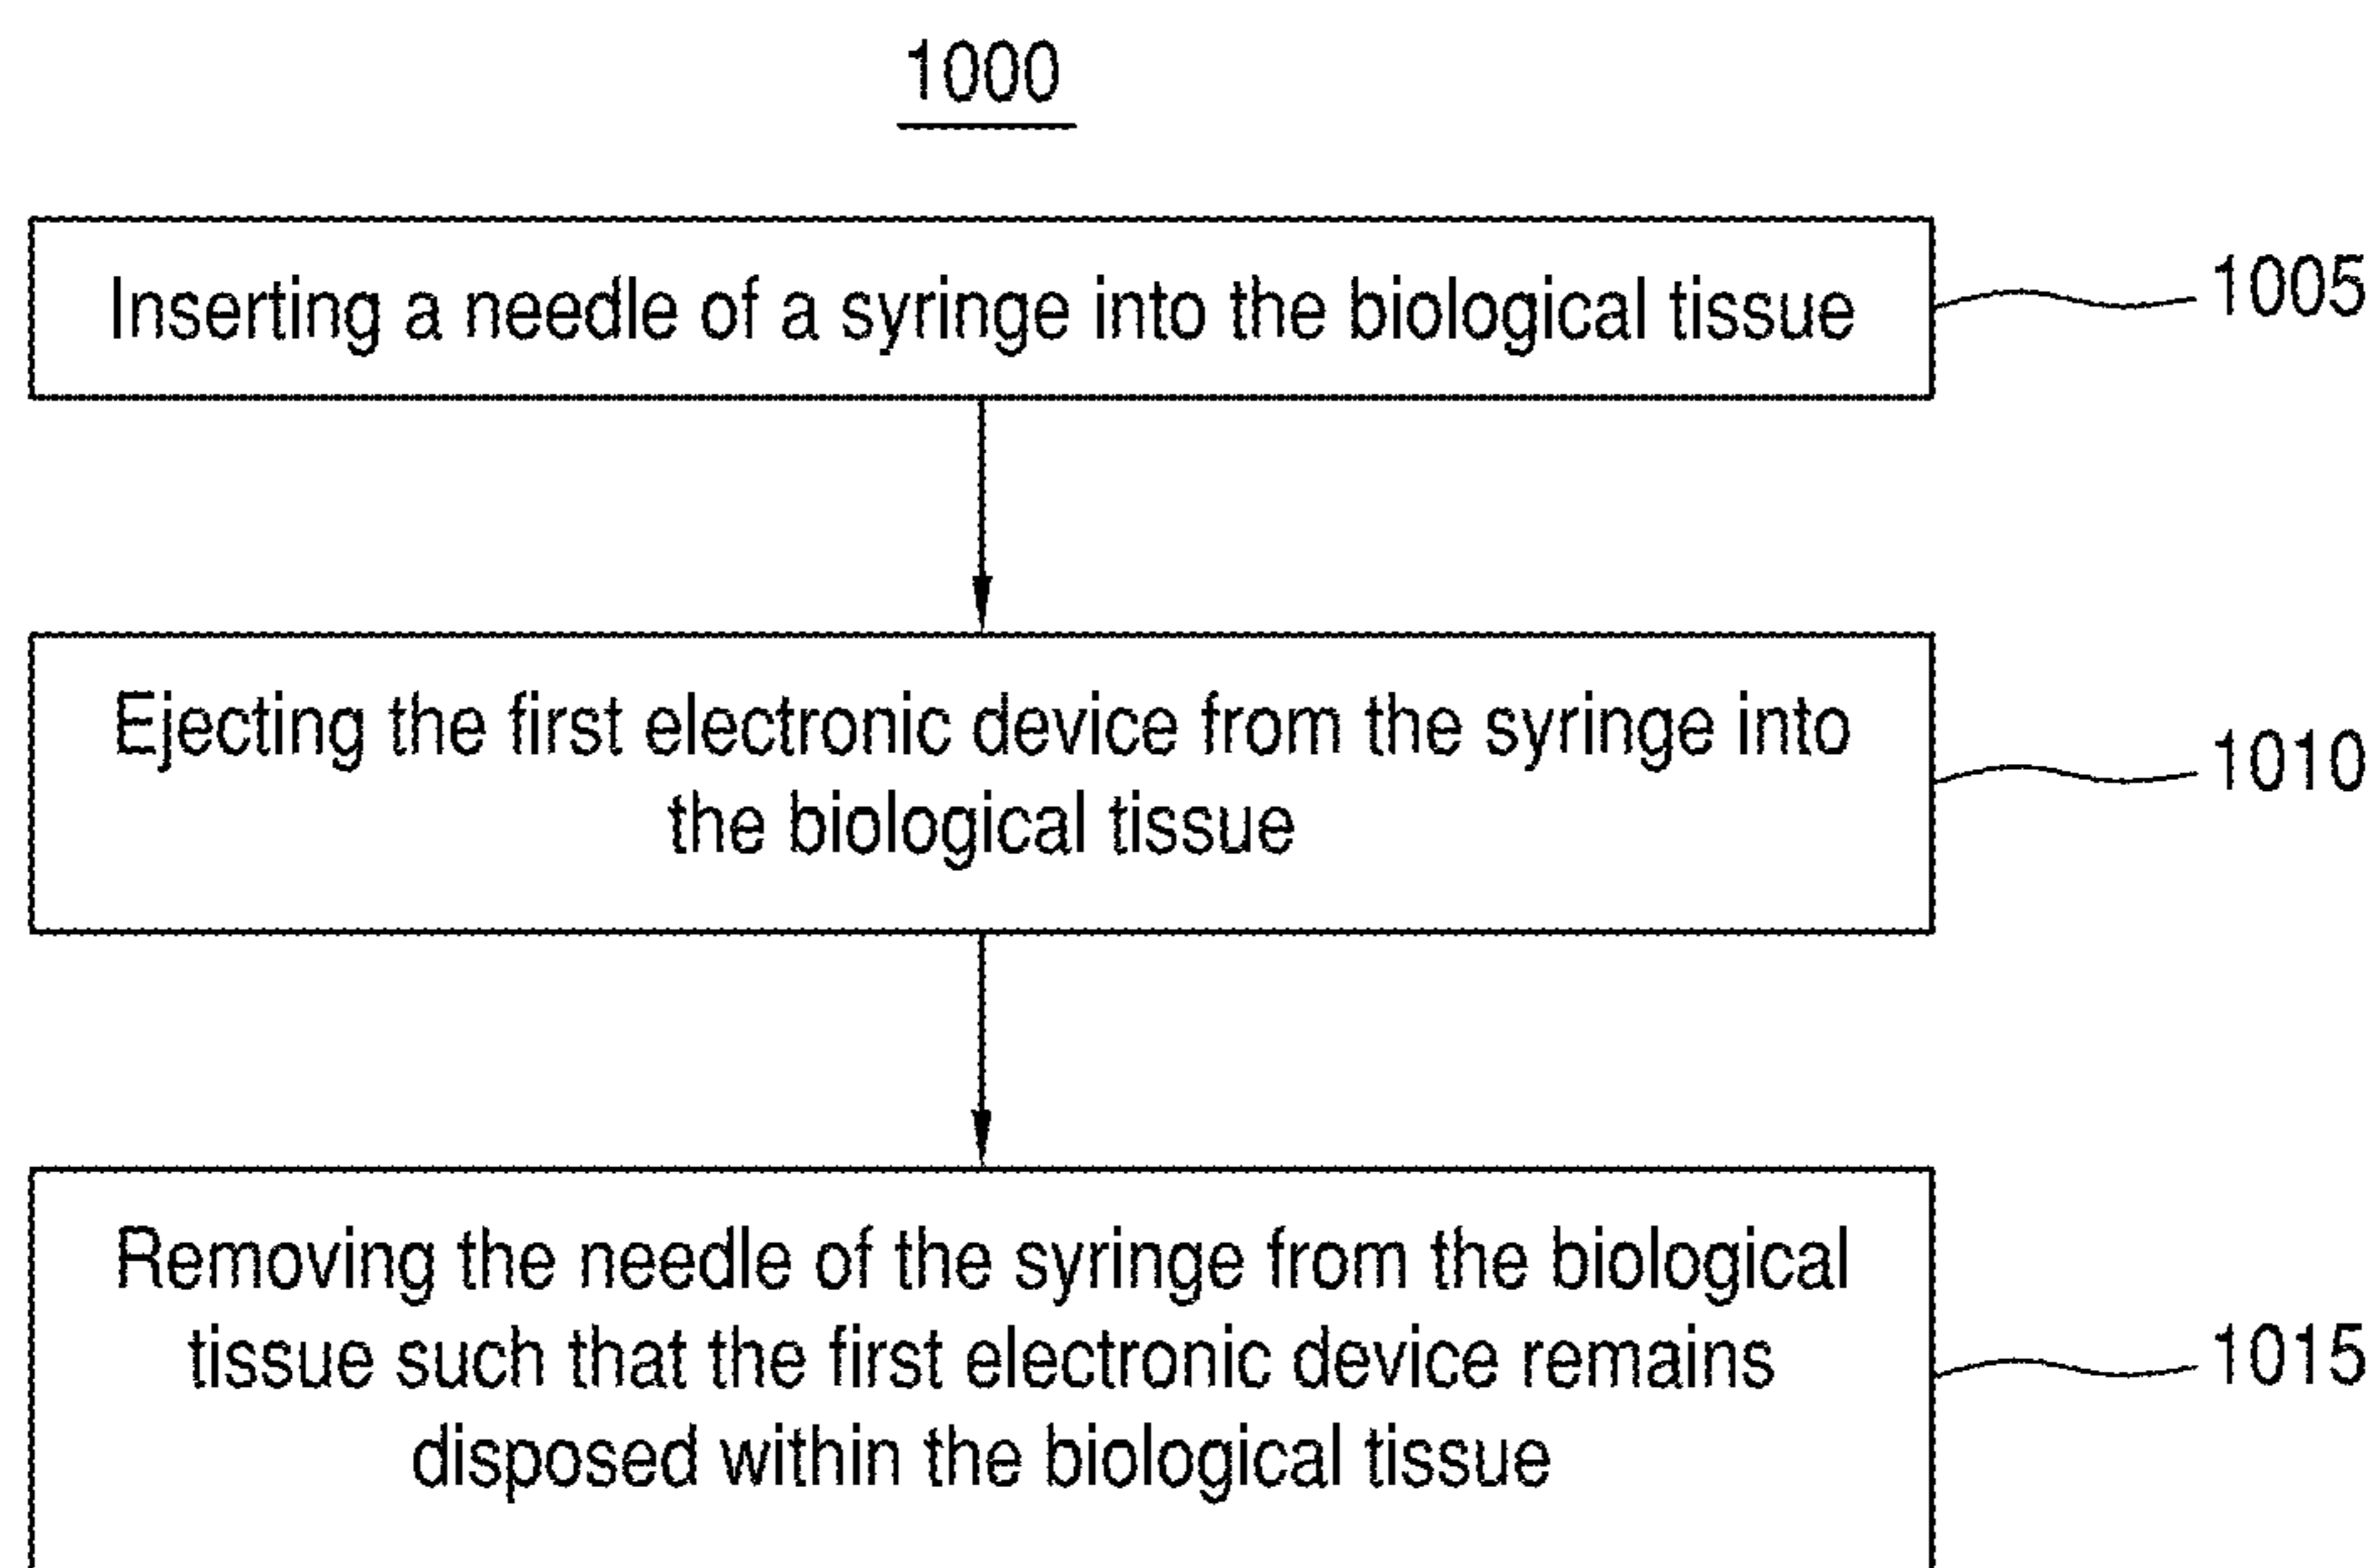 1000
Inserting a needle of a syringe into the biological tissue
1005
Ejecting the first electronic device from the syringe into
the biological tissue
1010
Removing the needle of the syringe from the biological
tissue such that the first electronic device remains
disposed within the biological tissue
1015